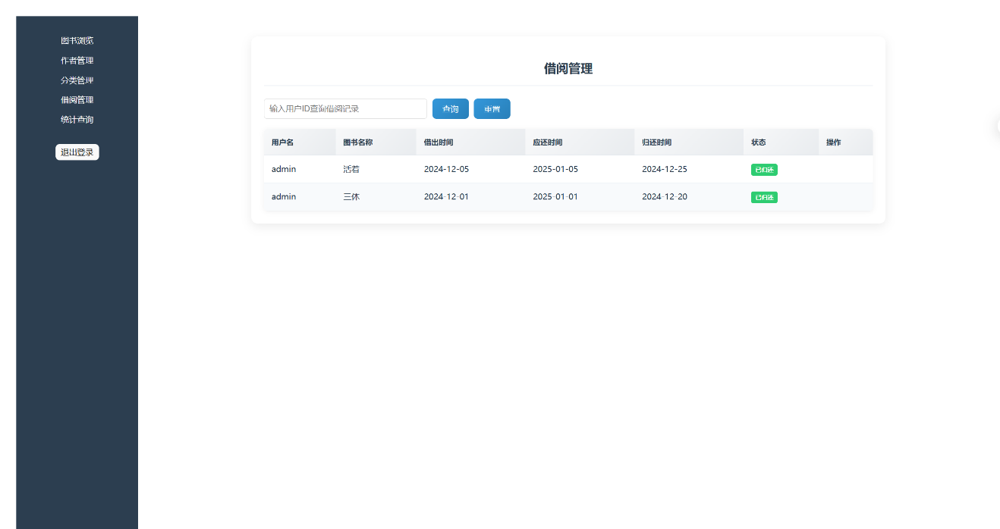 图书浏览
作者管理
分类管理
借阅管理
统计查询
退出登录
借阅管理
输入用户ID查询借阅记录 查询 重置
用户名 图书名称 借出时间 应还时间 归还时间 状态 操作
admin 活着 2024-12-05 2025-01-05 2024-12-25 已归还
admin 三体 2024-12-01 2025-01-01 2024-12-20 已归还